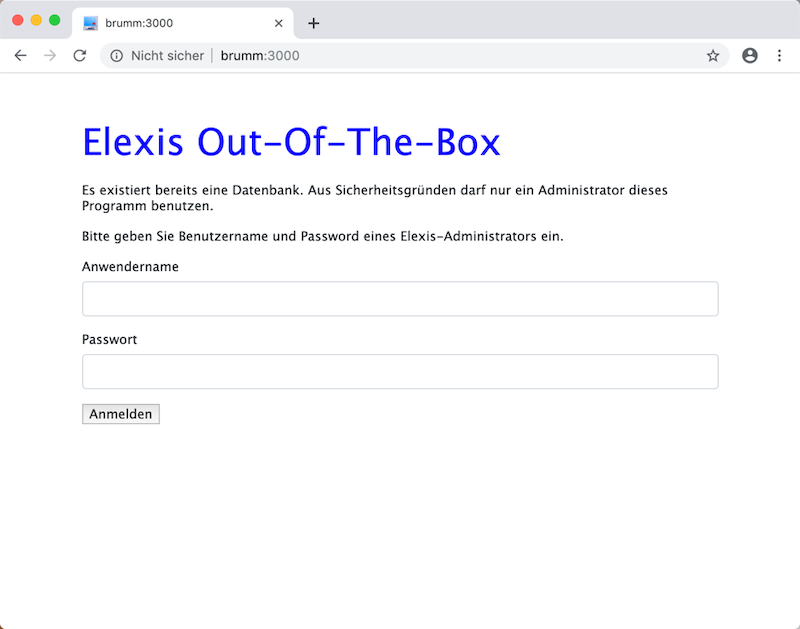 brumm:3000
Nicht sicher | brumm:3000
Elexis Out-Of-The-Box
Es existiert bereits eine Datenbank. Aus Sicherheitsgründen darf nur ein Administrator dieses
Programm benutzen.
Bitte geben Sie Benutzername und Password eines Elexis-Administrators ein.
Anwendername
Passwort
Anmelden